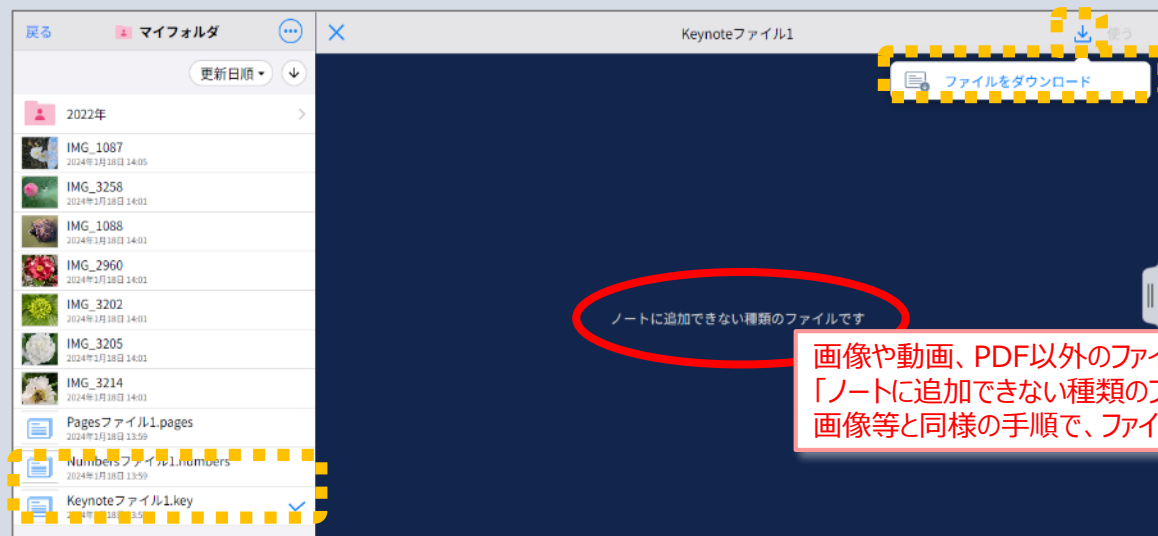 戻る
マイフォルダ
更新日順
2022年
IMG_1087
2024年1月18日 14:05
IMG_3258
2024年1月18日 14:01
IMG_1088
2024年1月18日 14:01
IMG_2960
2024年1月18日 14:01
IMG_3202
2024年1月18日 14:01
IMG_3205
2024年1月18日 14:01
IMG_3214
2024年1月18日 14:01
Pagesファイル1.pages
2024年1月18日 13:59
Numbersファイル1.numbers
2024年1月18日 13:59
Keynoteファイル1.key
Keynoteファイル1
使う
ファイルをダウンロード
ノートに追加できない種類のファイルです
画像や動画、PDF以外のファイ
「ノートに追加できない種類のフ
画像等と同様の手順で、ファイ